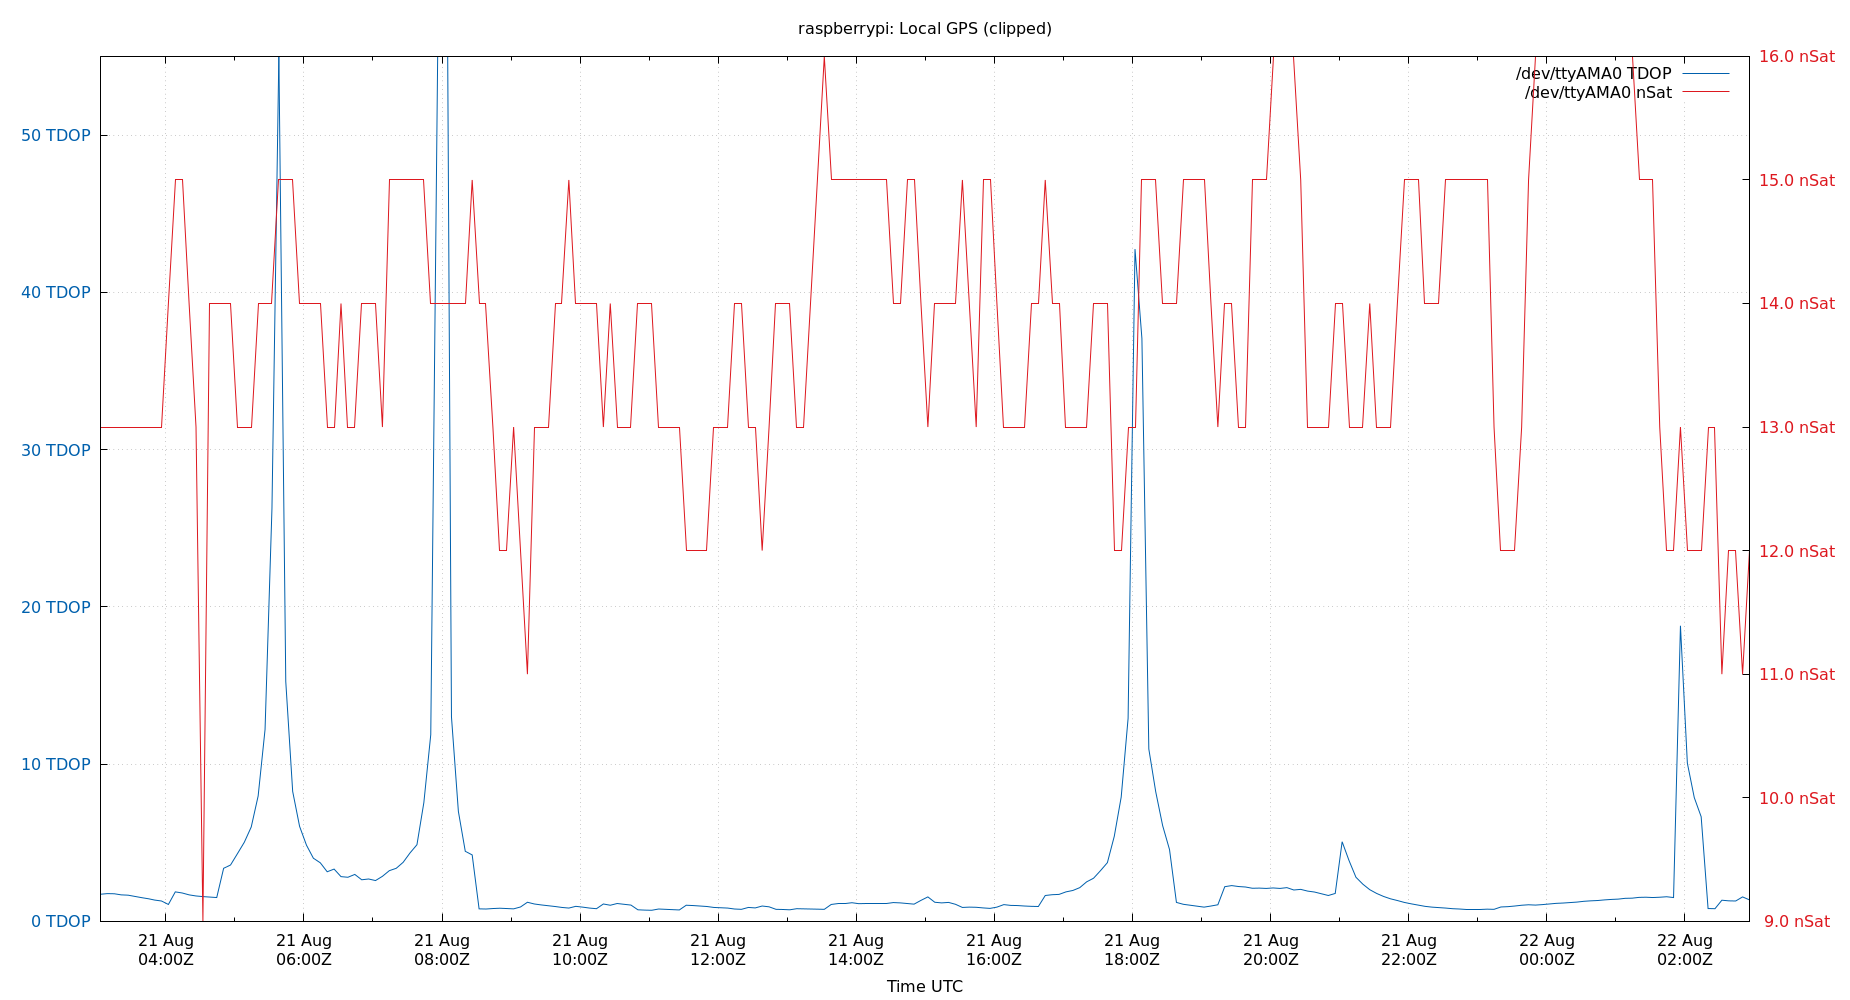 raspberrypi: Local GPS (clipped)
/dev/ttyAMA0 TDOP
/dev/ttyAMA0 nSat
50 TDOP
40 TDOP
30 TDOP
20 TDOP
10 TDOP
0 TDOP
16.0 nSat
15.0 nSat
14.0 nSat
13.0 nSat
12.0 nSat
11.0 nSat
10.0 nSat
9.0 nSat
21 Aug 21 Aug 21 Aug 21 Aug 21 Aug 21 Aug 21 Aug 21 Aug 21 Aug 21 Aug 22 Aug 22 Aug
04:00Z 06:00Z 08:00Z 10:00Z 12:00Z 14:00Z 16:00Z 18:00Z 20:00Z 22:00Z 00:00Z 02:00Z
Time UTC